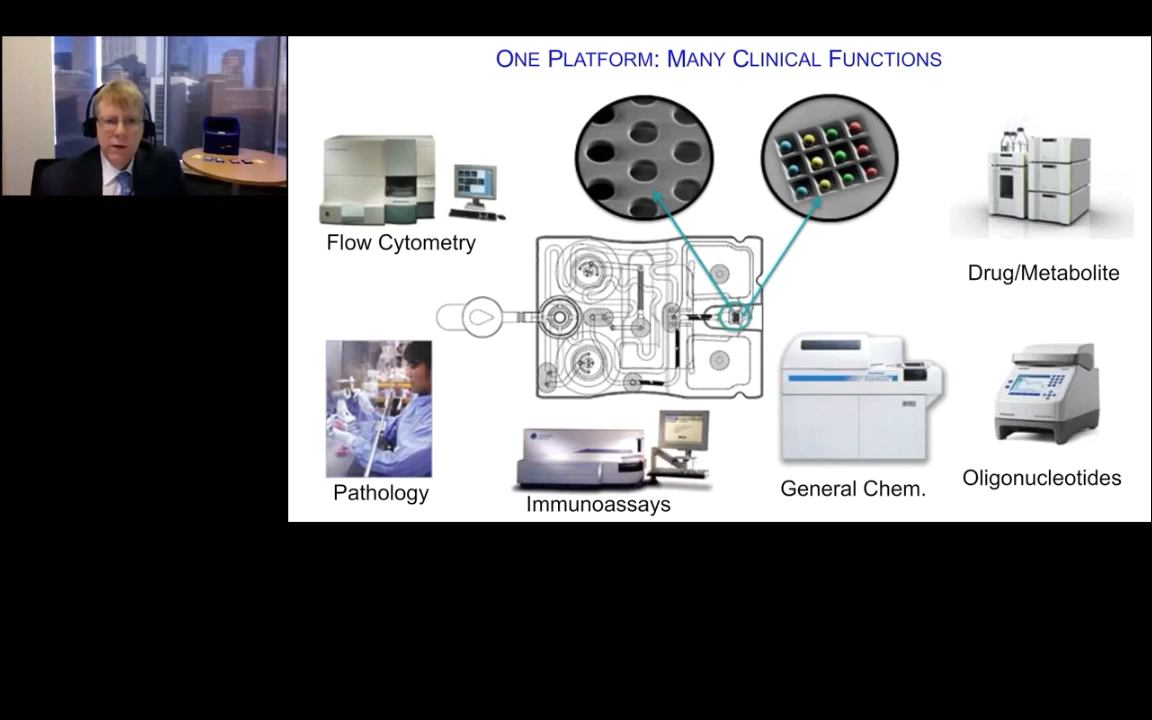 ONE PLATFORM: MANY CLINICAL FUNCTIONS
Flow Cytometry
Drug/Metabolite
Pathology
Immunoassays
General Chem.
Oligonucleotides